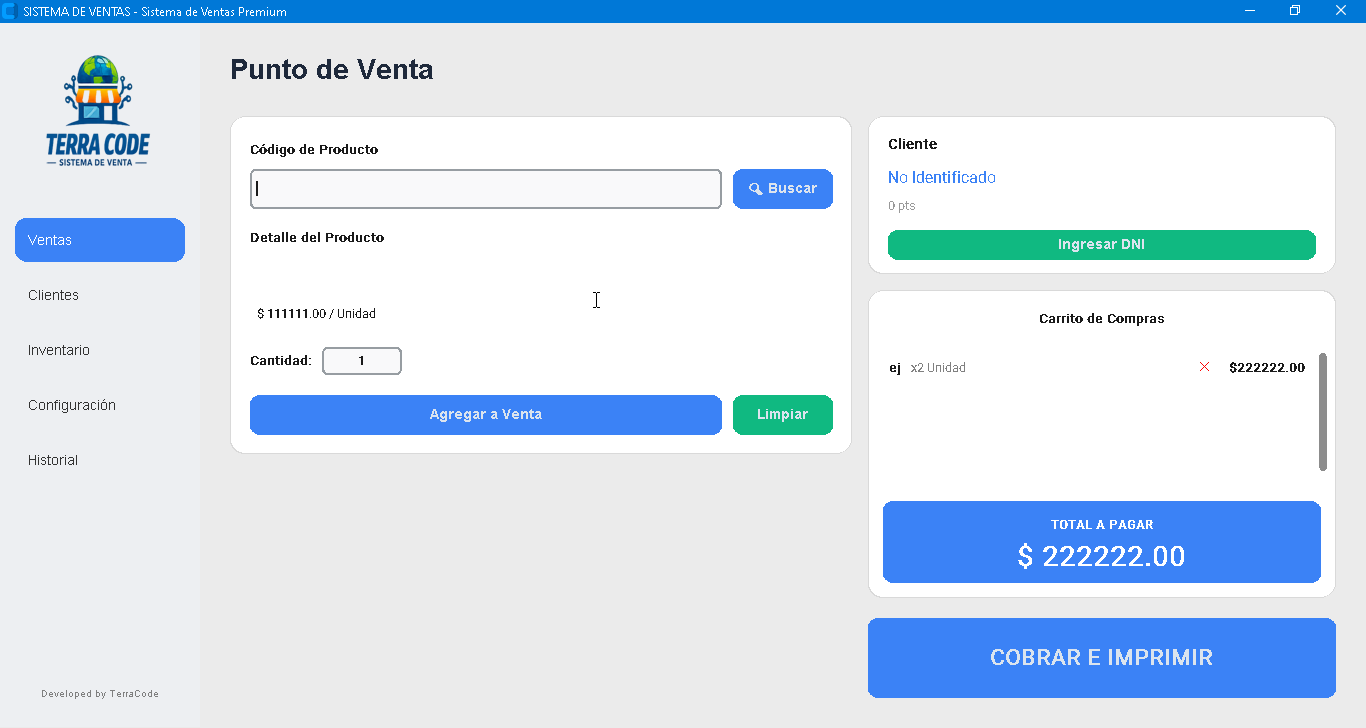 SISTEMA DE VENTAS - Sistema de Ventas Premium
TERRA CODE
SISTEMA DE VENTA
Ventas
Clientes
Inventario
Configuración
Historial
Developed by TerraCode
Punto de Venta
Código de Producto
Buscar
Detalle del Producto
$ 111111.00 / Unidad
Cantidad: 1
Agregar a Venta
Limpiar
Cliente
No Identificado
0 pts
Ingresar DNI
Carrito de Compras
ej x2 Unidad $222222.00
TOTAL A PAGAR
$ 222222.00
COBRAR E IMPRIMIR